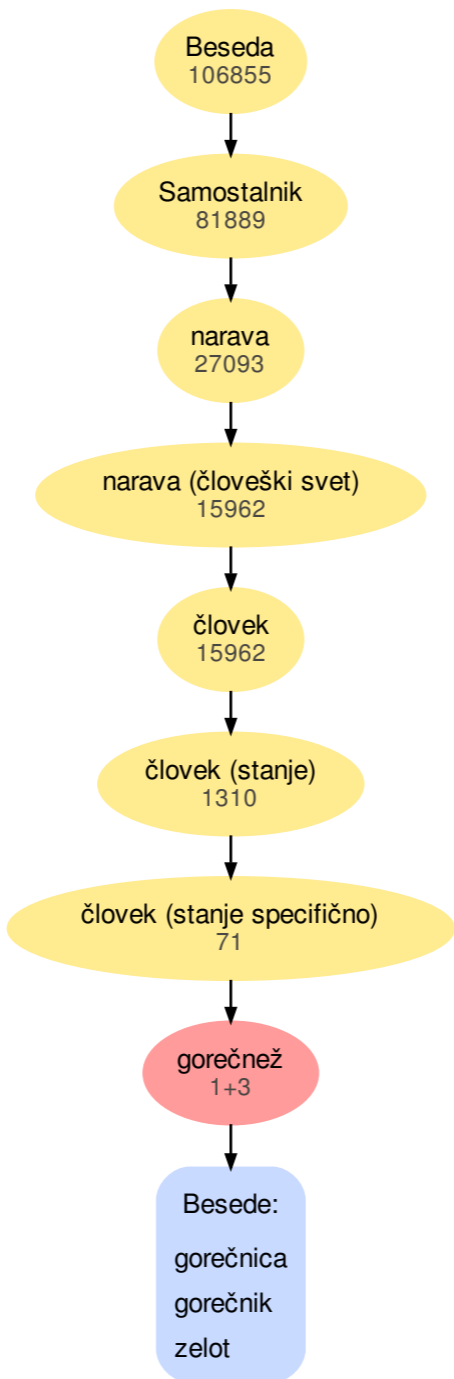 Beseda
106855
Samostalnik
81889
narava
27093
narava (človeški svet)
15962
človek
15962
človek (stanje)
1310
človek (stanje specifično)
71
gorečnež
1+3
Besede:
gorečnica
gorečnik
zelot